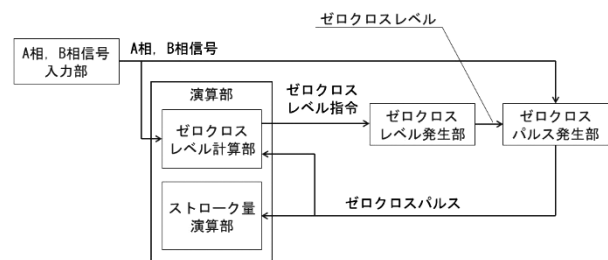 ゼロクロスレベル
A相, B相信号
入力部
A相, B相信号
演算部
ゼロクロス
レベル指令
ゼロクロス
レベル計算部
ゼロクロス
レベル発生部
ゼロクロス
パルス発生部
ストローク量
演算部
ゼロクロスパルス